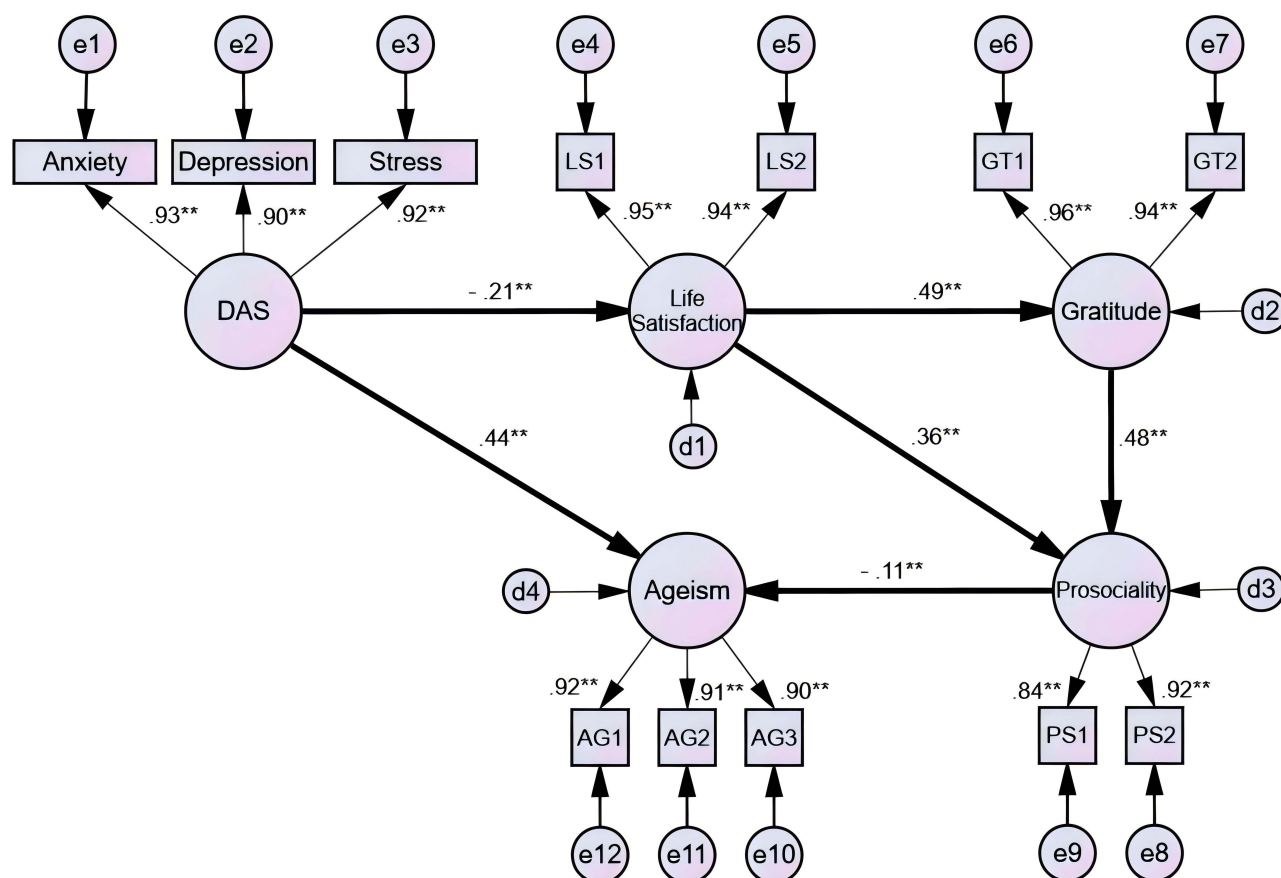 e1
e2
e3
e4
e5
e6
e7
Anxiety
Depression
Stress
LS1
LS2
GT1
GT2
.93**
.90**
.92**
.95**
.94**
.96**
.94**
DAS
- .21**
Life
Satisfaction
.49**
Gratitude
d2
.44**
d1
.36**
.48**
d4
Ageism
- .11**
Prosociality
d3
.92**
.91**
.90**
.84**
.92**
AG1
AG2
AG3
PS1
PS2
e12
e11
e10
e9
e8